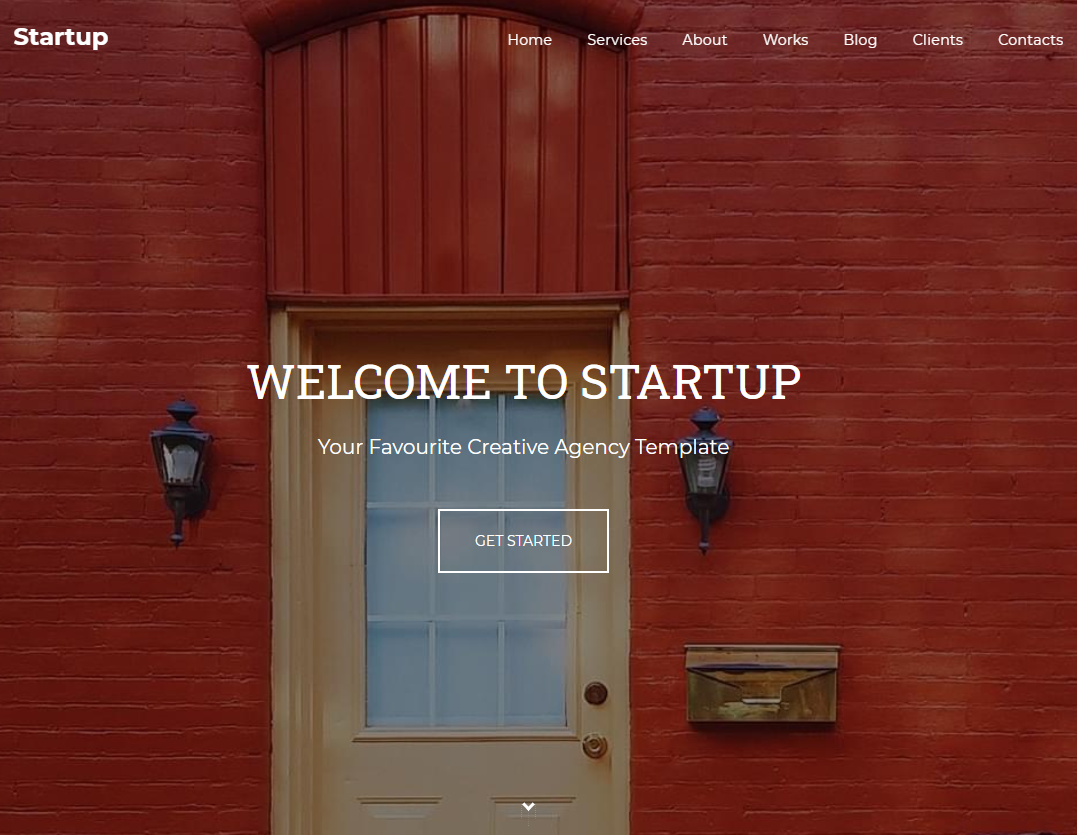 Startup
Home Services About Works Blog Clients Contacts
WELCOME TO STARTUP
Your Favourite Creative Agency Template
GET STARTED